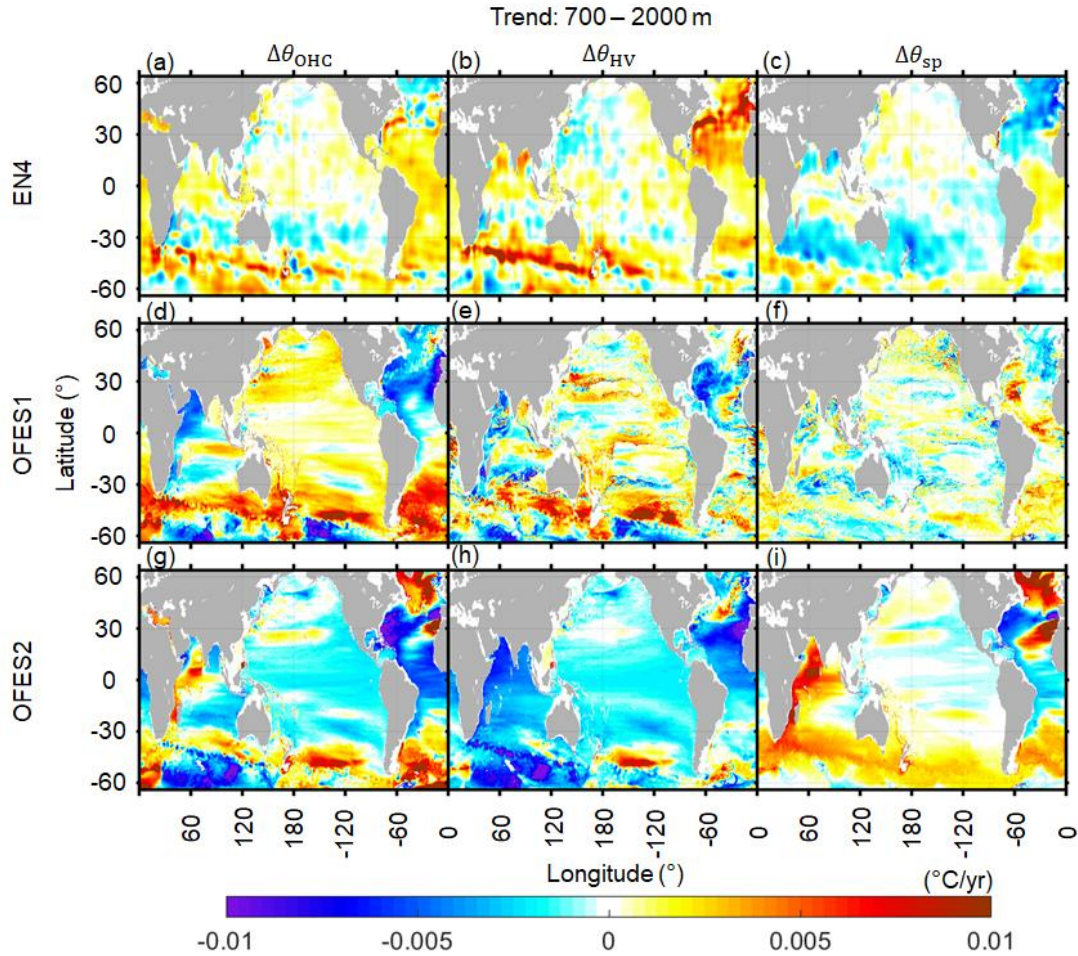 Trend: 700 – 2000 m
(a) Δθ_OHC (b) Δθ_HV (c) Δθ_sp
60
30
0
-30
-60
EN4
(d) (e) (f)
60
30
0
-30
-60
OFES1
Latitude (°)
(g) (h) (i)
60
30
0
-30
-60
OFES2
60 120 180 -120 -60 0 60 120 180 -120 -60 0 60 120 180 -120 -60 0
Longitude (°)
(°C/yr)
-0.01 -0.005 0 0.005 0.01